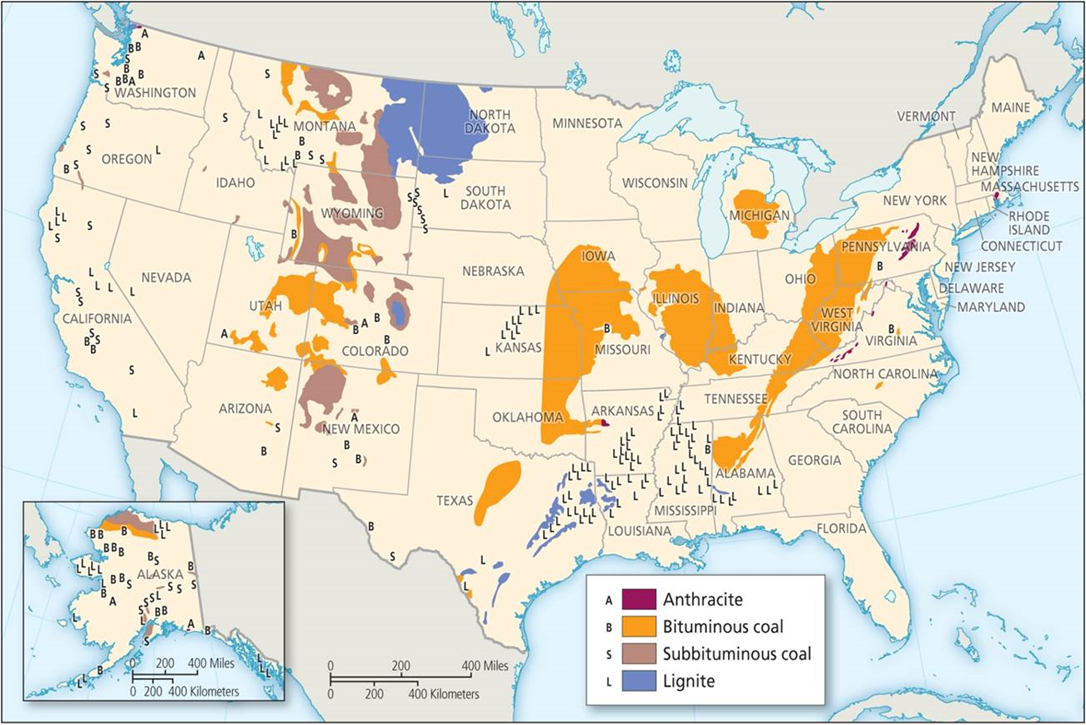 WASHINGTON
OREGON
IDAHO
MONTANA
NORTH
DAKOTA
SOUTH
DAKOTA
WYOMING
MINNESOTA
WISCONSIN
MICHIGAN
VERMONT
MAINE
NEW
HAMPSHIRE
MASSACHUSETTS
NEW YORK
RHODE
ISLAND
CONNECTICUT
PENNSYLVANIA
NEW JERSEY
DELAWARE
MARYLAND
NEVADA
UTAH
CALIFORNIA
COLORADO
NEBRASKA
IOWA
ILLINOIS
INDIANA
OHIO
WEST
VIRGINIA
VIRGINIA
KANSAS
MISSOURI
KENTUCKY
NORTH CAROLINA
TENNESSEE
SOUTH
CAROLINA
ARIZONA
NEW MEXICO
OKLAHOMA
ARKANSAS
ALABAMA
GEORGIA
MISSISSIPPI
TEXAS
LOUISIANA
FLORIDA
ALASKA
0 200 400 Miles
0 200 400 Kilometers
0 200 400 Miles
0 200 400 Kilometers
A Anthracite
B Bituminous coal
S Subbituminous coal
L Lignite